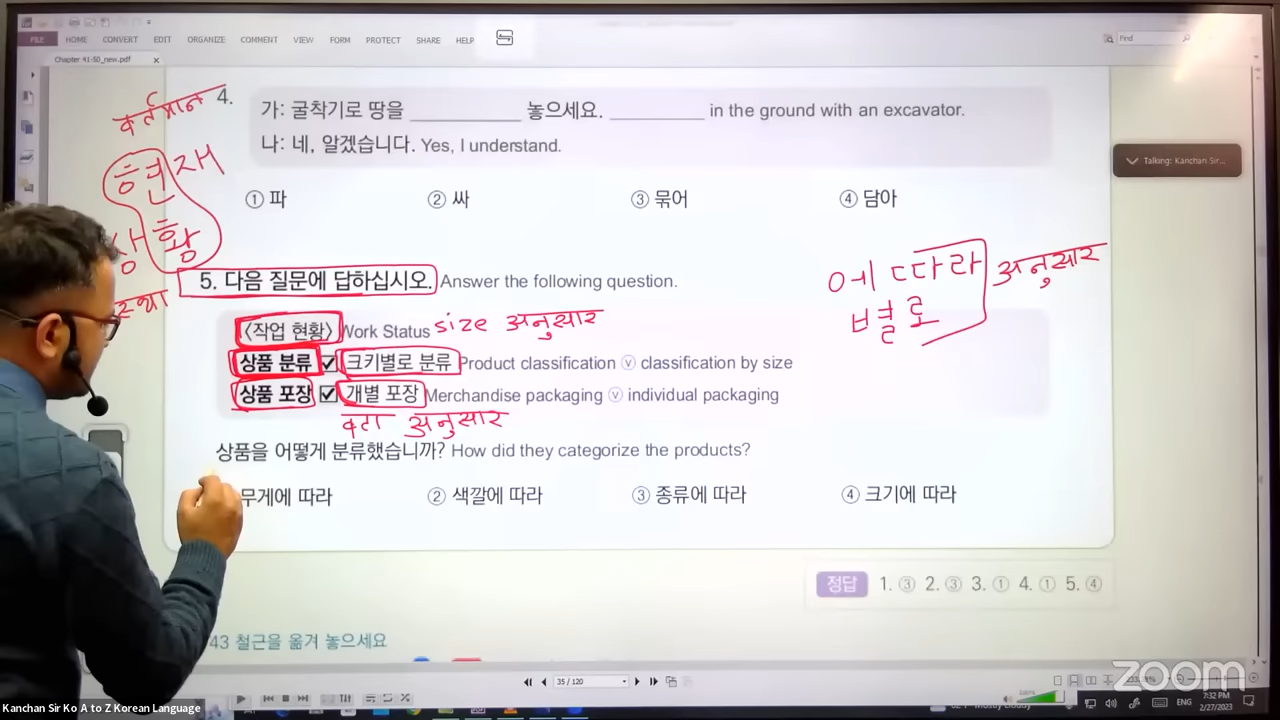 FILE HOME CONVERT EDIT ORGANIZE COMMENT VIEW FORM PROTECT SHARE HELP
Find
Chapter 41-50_new.pdf ×
वर्तमान
현재
상황
4.
가: 굴착기로 땅을 __________ 놓으세요. __________ in the ground with an excavator.
나: 네, 알겠습니다. Yes, I understand.
① 파 ② 싸 ③ 묶어 ④ 담아
Talking: Kanchan Sir...
에 따라 अनुसार
별로
5. 다음 질문에 답하십시오. Answer the following question.
〈작업 현황〉 Work Status size अनुसार
상품 분류 ✓ 크키별로 분류 Product classification ⓥ classification by size
상품 포장 ✓ 개별 포장 Merchandise packaging ⓥ individual packaging
अनुसार
상품을 어떻게 분류했습니까? How did they categorize the products?
무게에 따라 ② 색깔에 따라 ③ 종류에 따라 ④ 크기에 따라
정답 1. ③ 2. ③ 3. ① 4. ① 5. ④
43 철근을 옮겨 놓으세요
35 / 120
zoom
ENG
7:32 PM
2/27/2023
Kanchan Sir Ko A to Z Korean Language